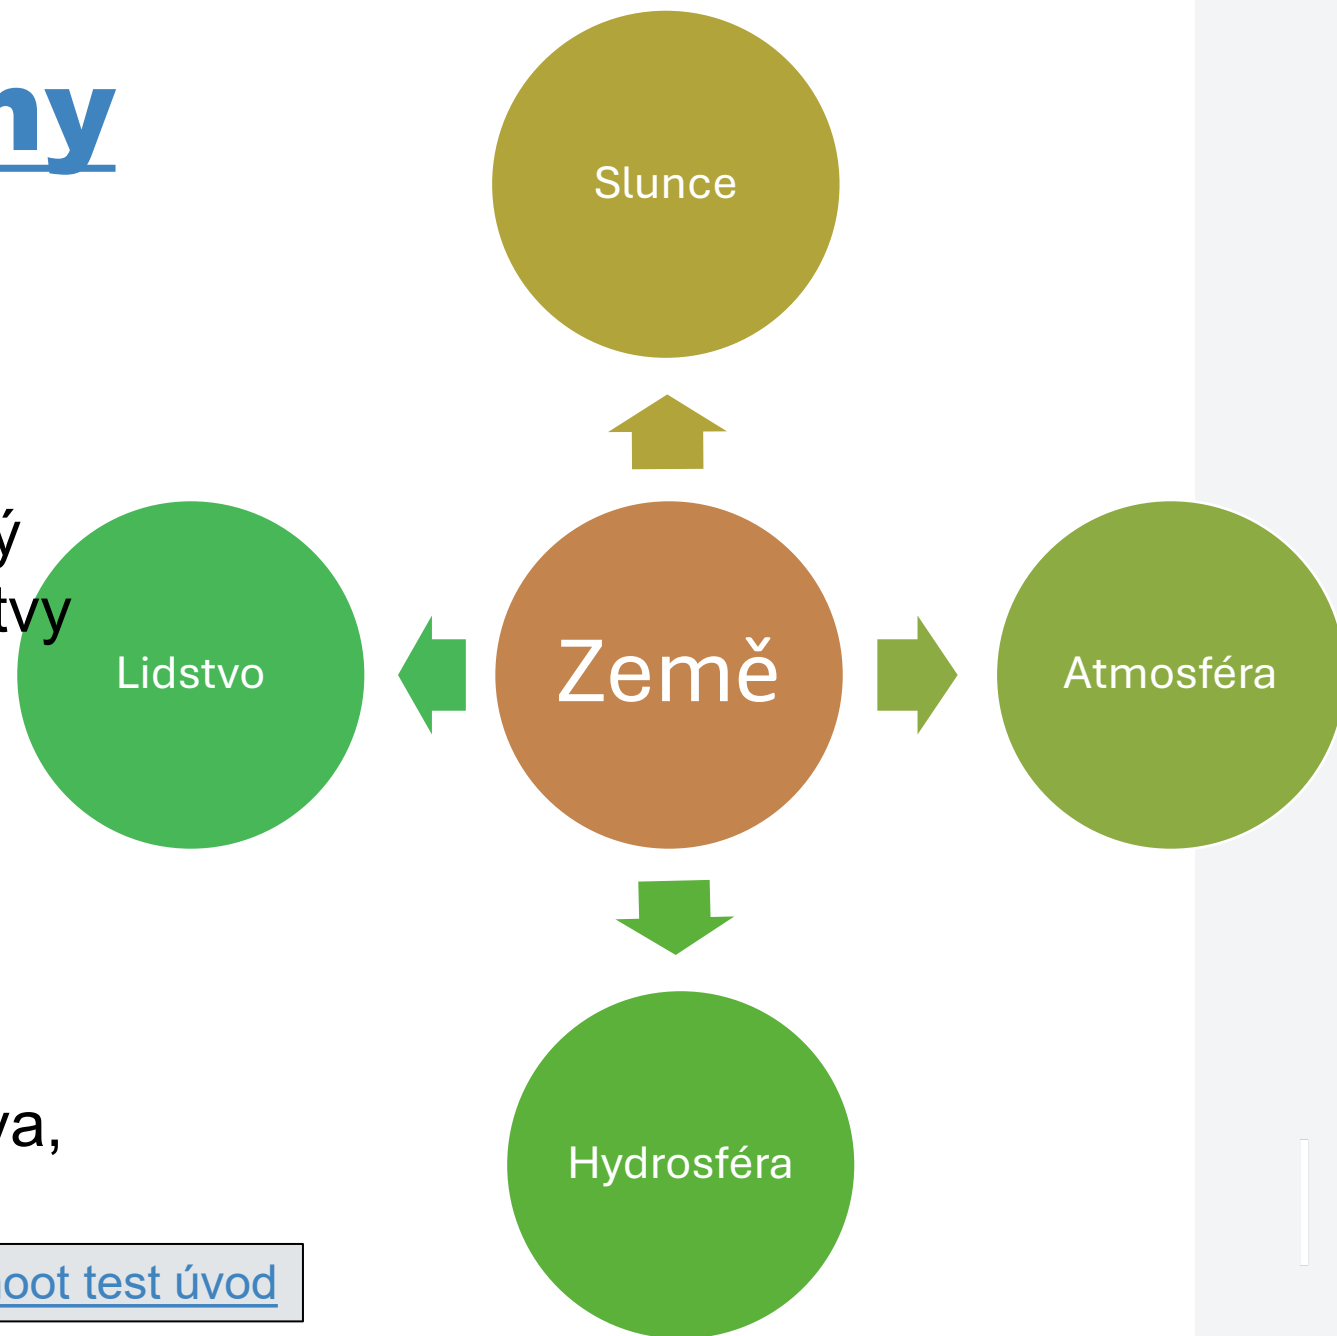 ny
Slunce
ý
tvy
Lidstvo
Země
Atmosféra
va,
Hydrosféra
oot test úvod